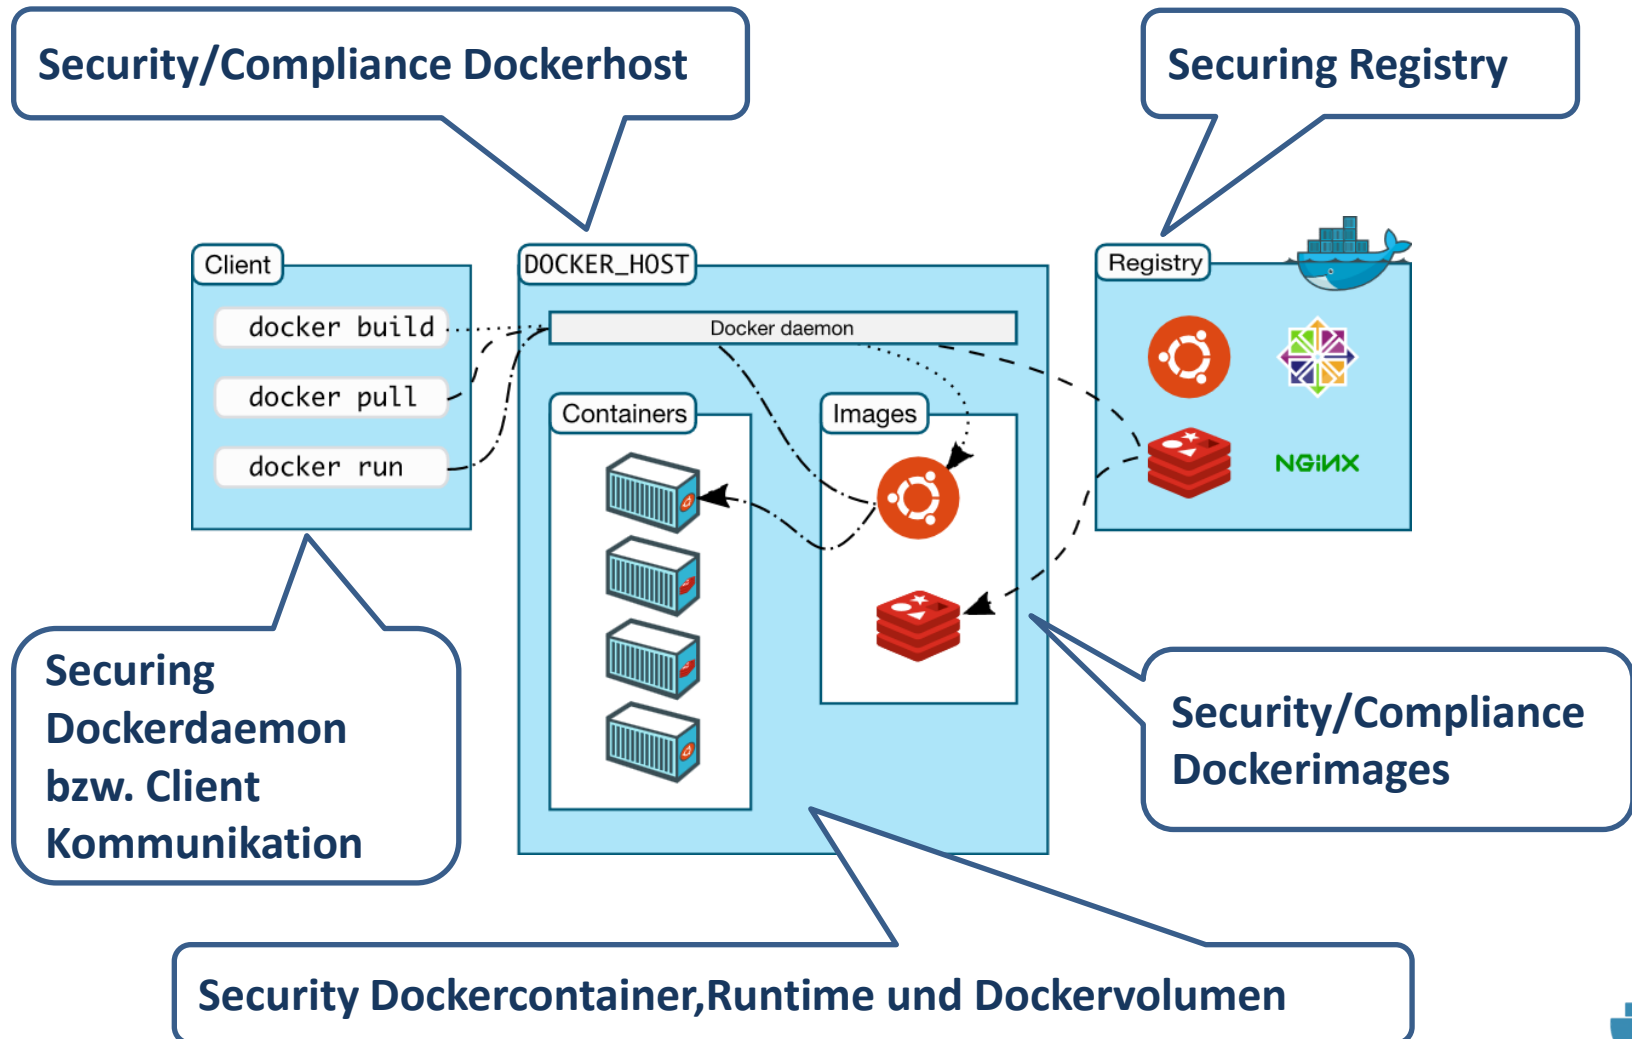 Security/Compliance Dockerhost
Securing Registry
Client
DOCKER_HOST
Registry
docker build
Docker daemon
docker pull
Containers
Images
docker run
NGiNX
Securing
Dockerdaemon
bzw. Client
Kommunikation
Security/Compliance
Dockerimages
Security Dockercontainer,Runtime und Dockervolumen